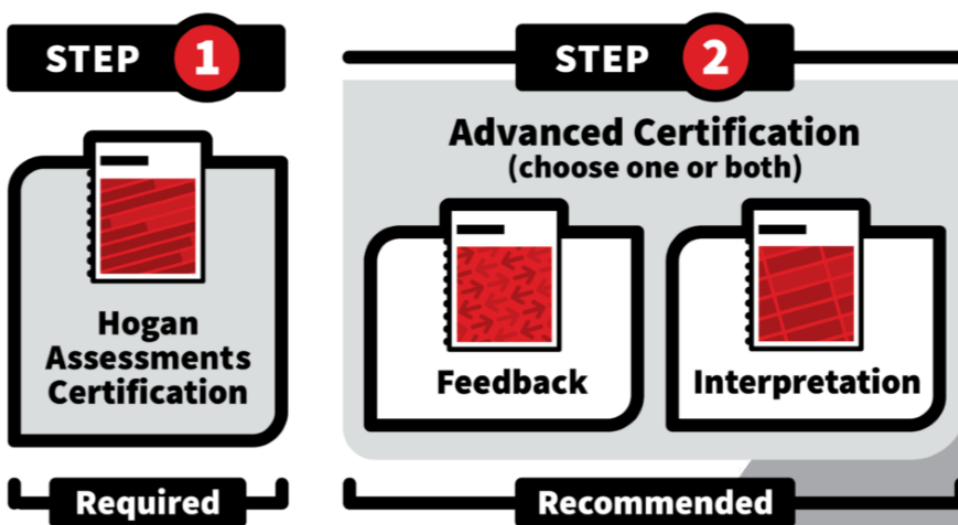 STEP 1
Hogan
Assessments
Certification
Required
STEP 2
Advanced Certification
(choose one or both)
Feedback
Interpretation
Recommended